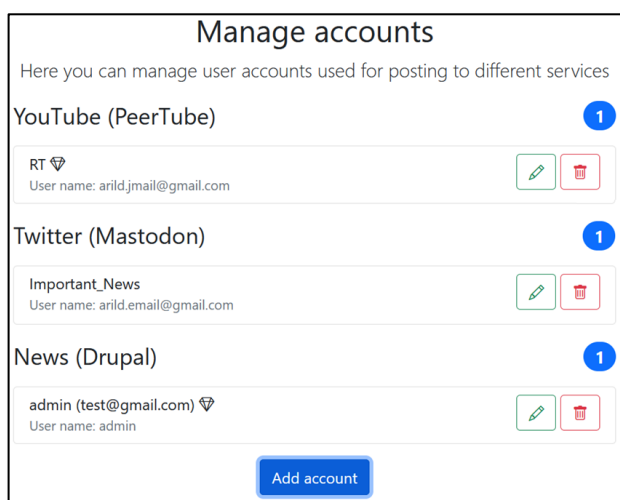 Manage accounts
Here you can manage user accounts used for posting to different services
YouTube (PeerTube) 1
RT
User name: arild.jmail@gmail.com
Twitter (Mastodon) 1
Important_News
User name: arild.email@gmail.com
News (Drupal) 1
admin (test@gmail.com)
User name: admin
Add account